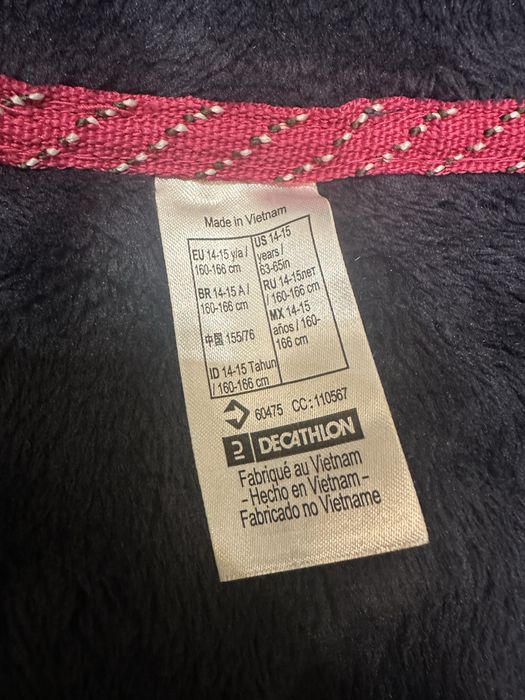 Made in Vietnam
EU 14-15 y/a /
160-166 cm
BR 14-15 A /
160-166 cm
中国 155/76
ID 14-15 Tahun
/ 160-166 cm
US 14-15
years /
63-65in
RU 14-15лет
/ 160-166 cm
MX 14-15
años / 160-
166 cm
60475 CC: 110567
DECATHLON
Fabriqué au Vietnam
- Hecho en Vietnam -
Fabricado no Vietname